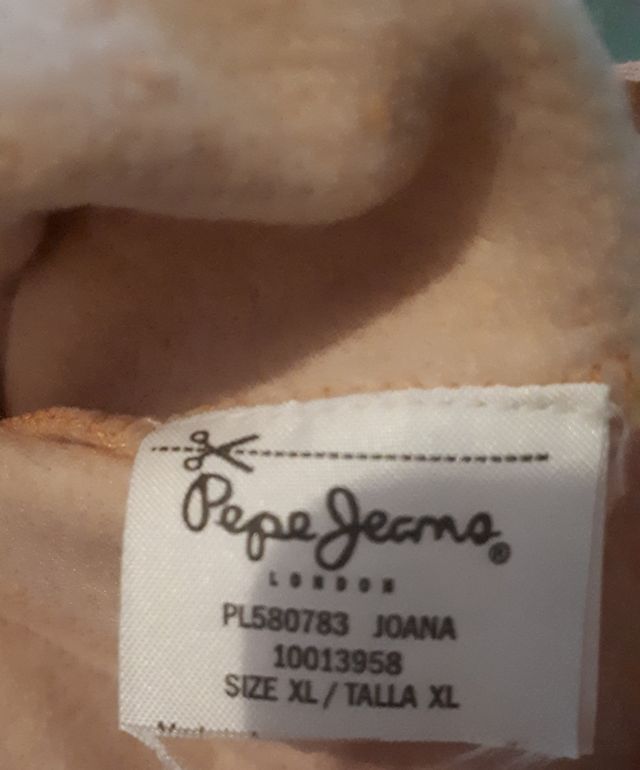 Pepe Jeans®
LONDON
PL580783 JOANA
10013958
SIZE XL / TALLA XL